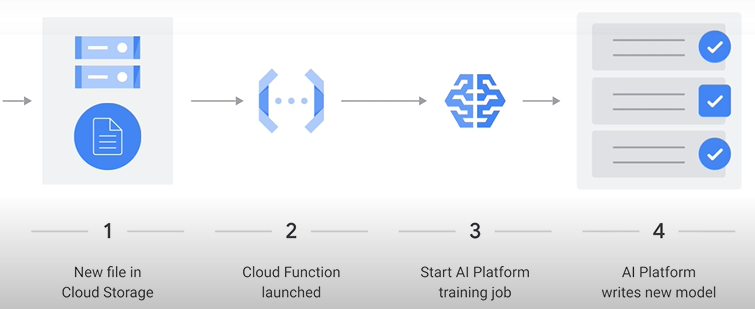 1
New file in
Cloud Storage
2
Cloud Function
launched
3
Start AI Platform
training job
4
AI Platform
writes new model